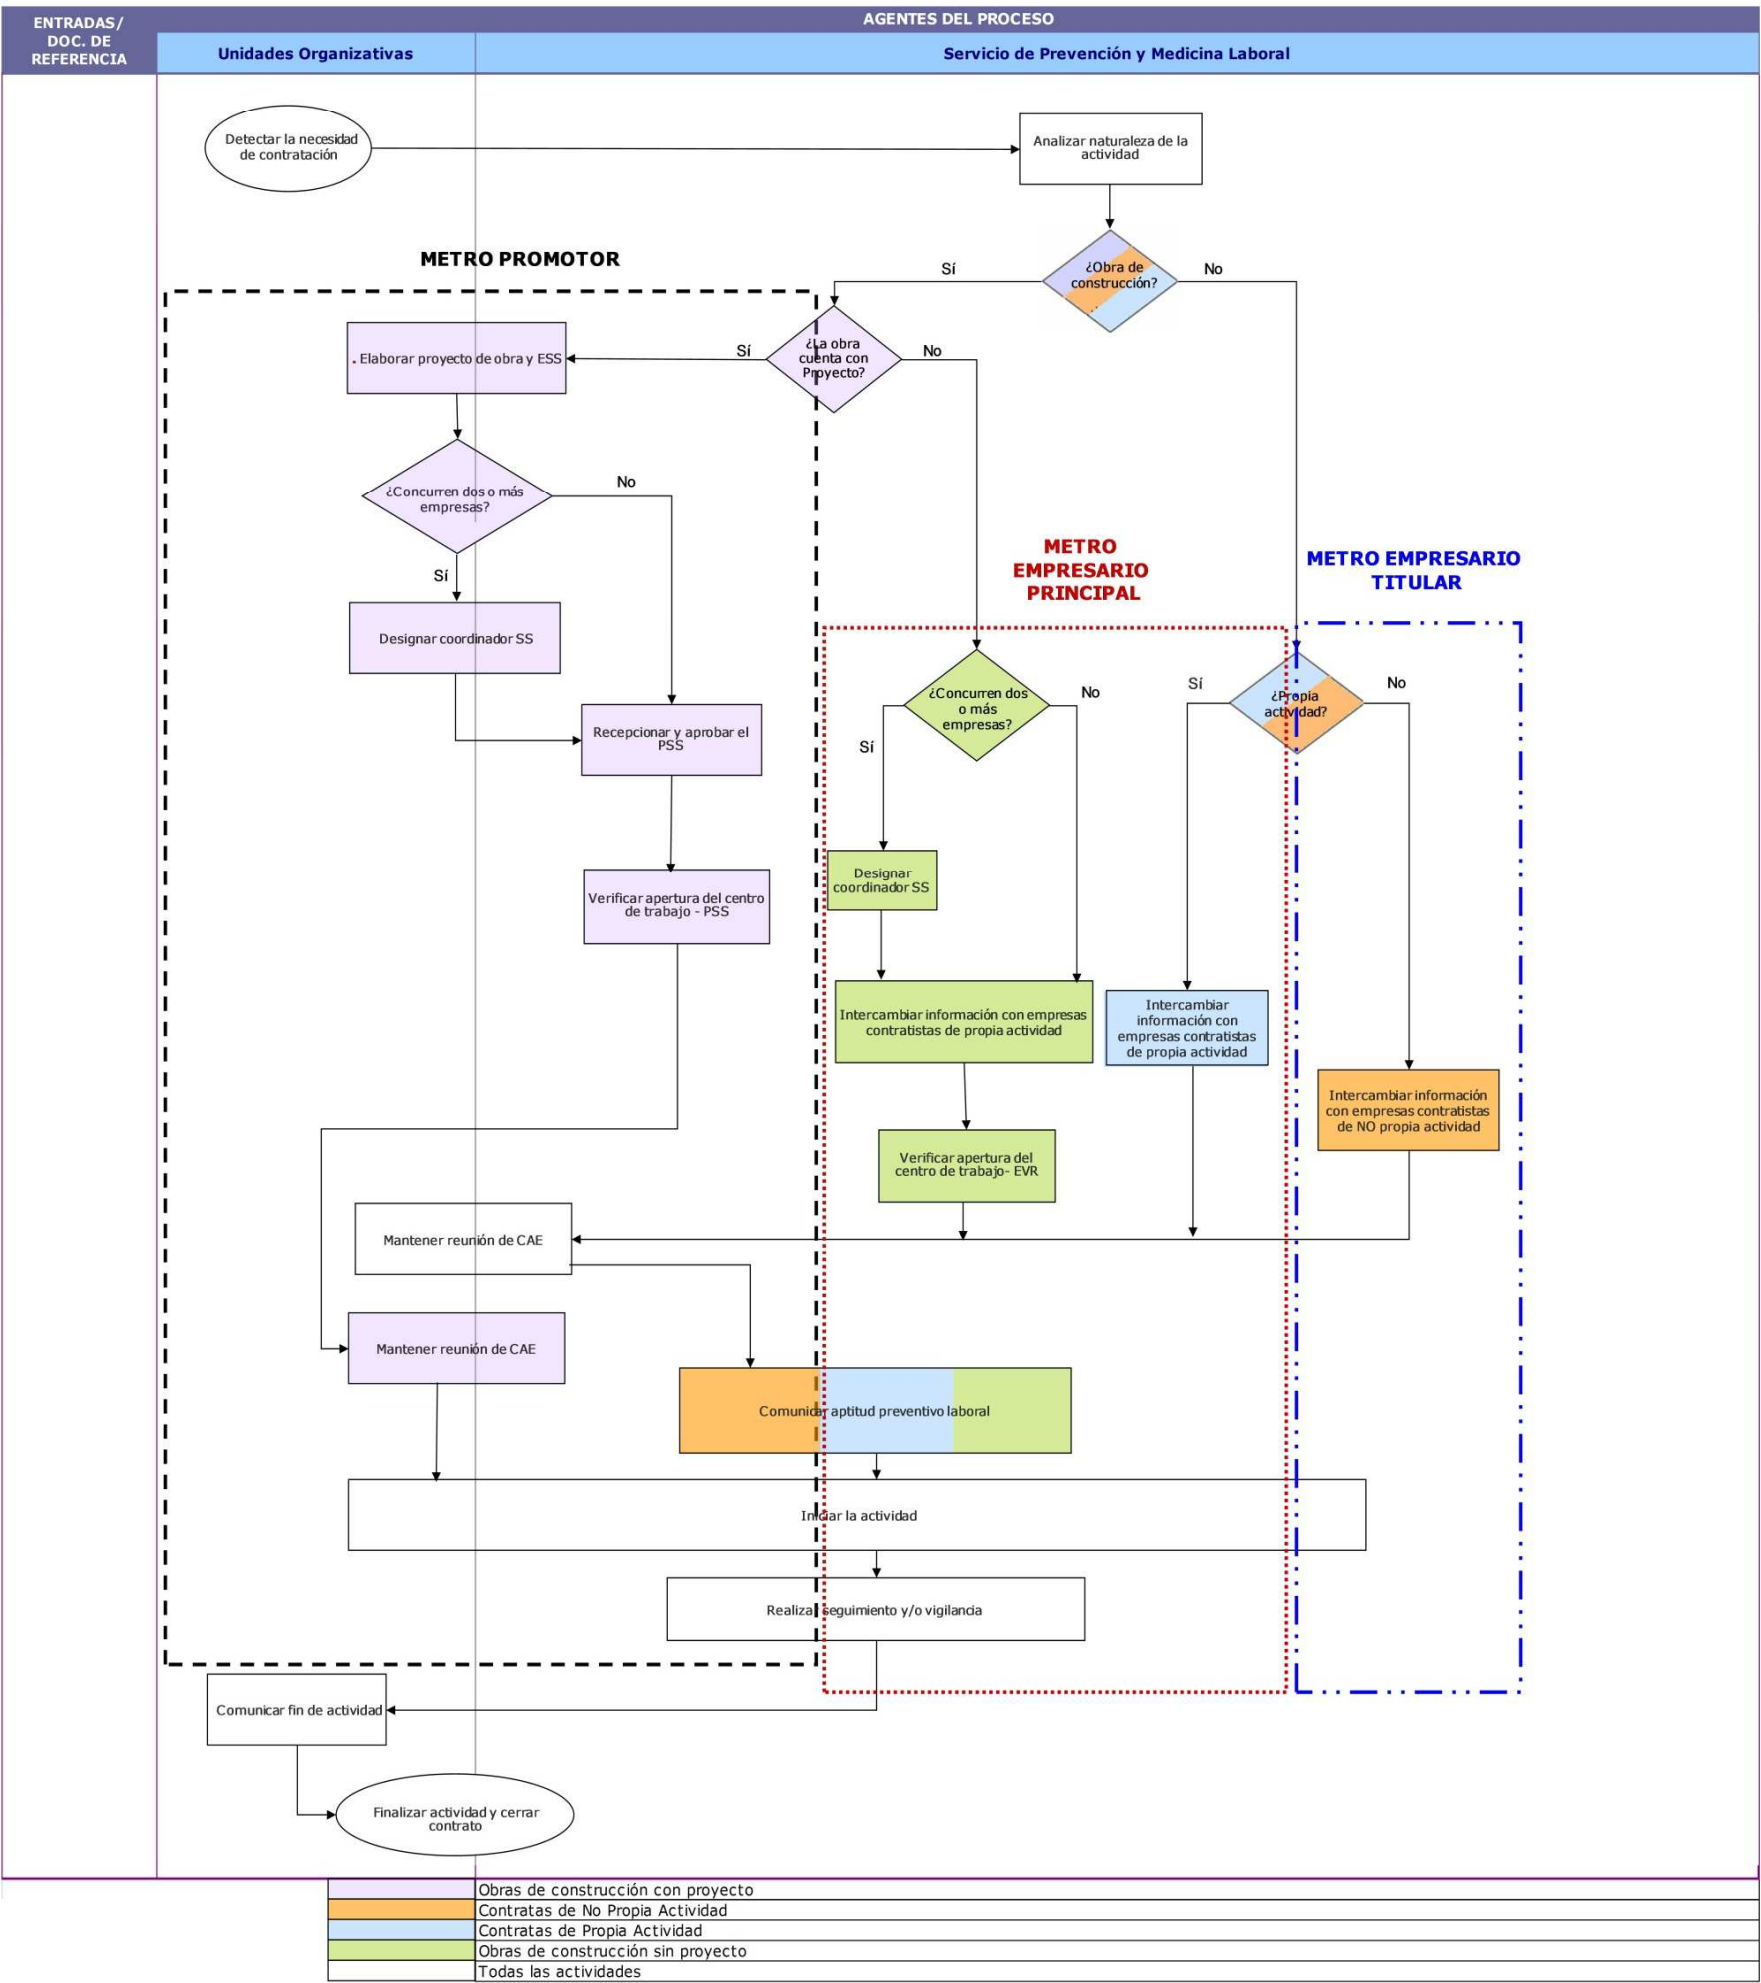 ENTRADAS/
DOC. DE
REFERENCIA
AGENTES DEL PROCESO
Unidades Organizativas
Servicio de Prevención y Medicina Laboral
Detectar la necesidad
de contratación
Analizar naturaleza de la
actividad
METRO PROMOTOR
¿Obra de
construcción?
Sí
No
¿La obra
cuenta con
Proyecto?
Sí
No
. Elaborar proyecto de obra y ESS
¿Concurren dos o más
empresas?
No
Sí
METRO
EMPRESARIO
PRINCIPAL
METRO EMPRESARIO
TITULAR
Designar coordinador SS
Recepcionar y aprobar el
PSS
¿Concurren dos
o más
empresas?
No
Sí
¿Propia
actividad?
Sí
No
Verificar apertura del centro
de trabajo - PSS
Designar
coordinador SS
Intercambiar información con empresas
contratistas de propia actividad
Intercambiar
información con
empresas contratistas
de propia actividad
Intercambiar información
con empresas contratistas
de NO propia actividad
Verificar apertura del
centro de trabajo- EVR
Mantener reunión de CAE
Mantener reunión de CAE
Comunicar aptitud preventivo laboral
Iniciar la actividad
Realizar seguimiento y/o vigilancia
Comunicar fin de actividad
Finalizar actividad y cerrar
contrato
Obras de construcción con proyecto
Contratas de No Propia Actividad
Contratas de Propia Actividad
Obras de construcción sin proyecto
Todas las actividades